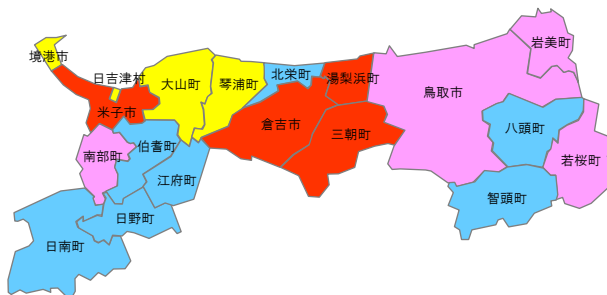 岩美町
境港市
日吉津村
大山町
琴浦町
北栄町
湯梨浜町
鳥取市
米子市
倉吉市
三朝町
八頭町
伯耆町
南部町
若桜町
江府町
智頭町
日野町
日南町